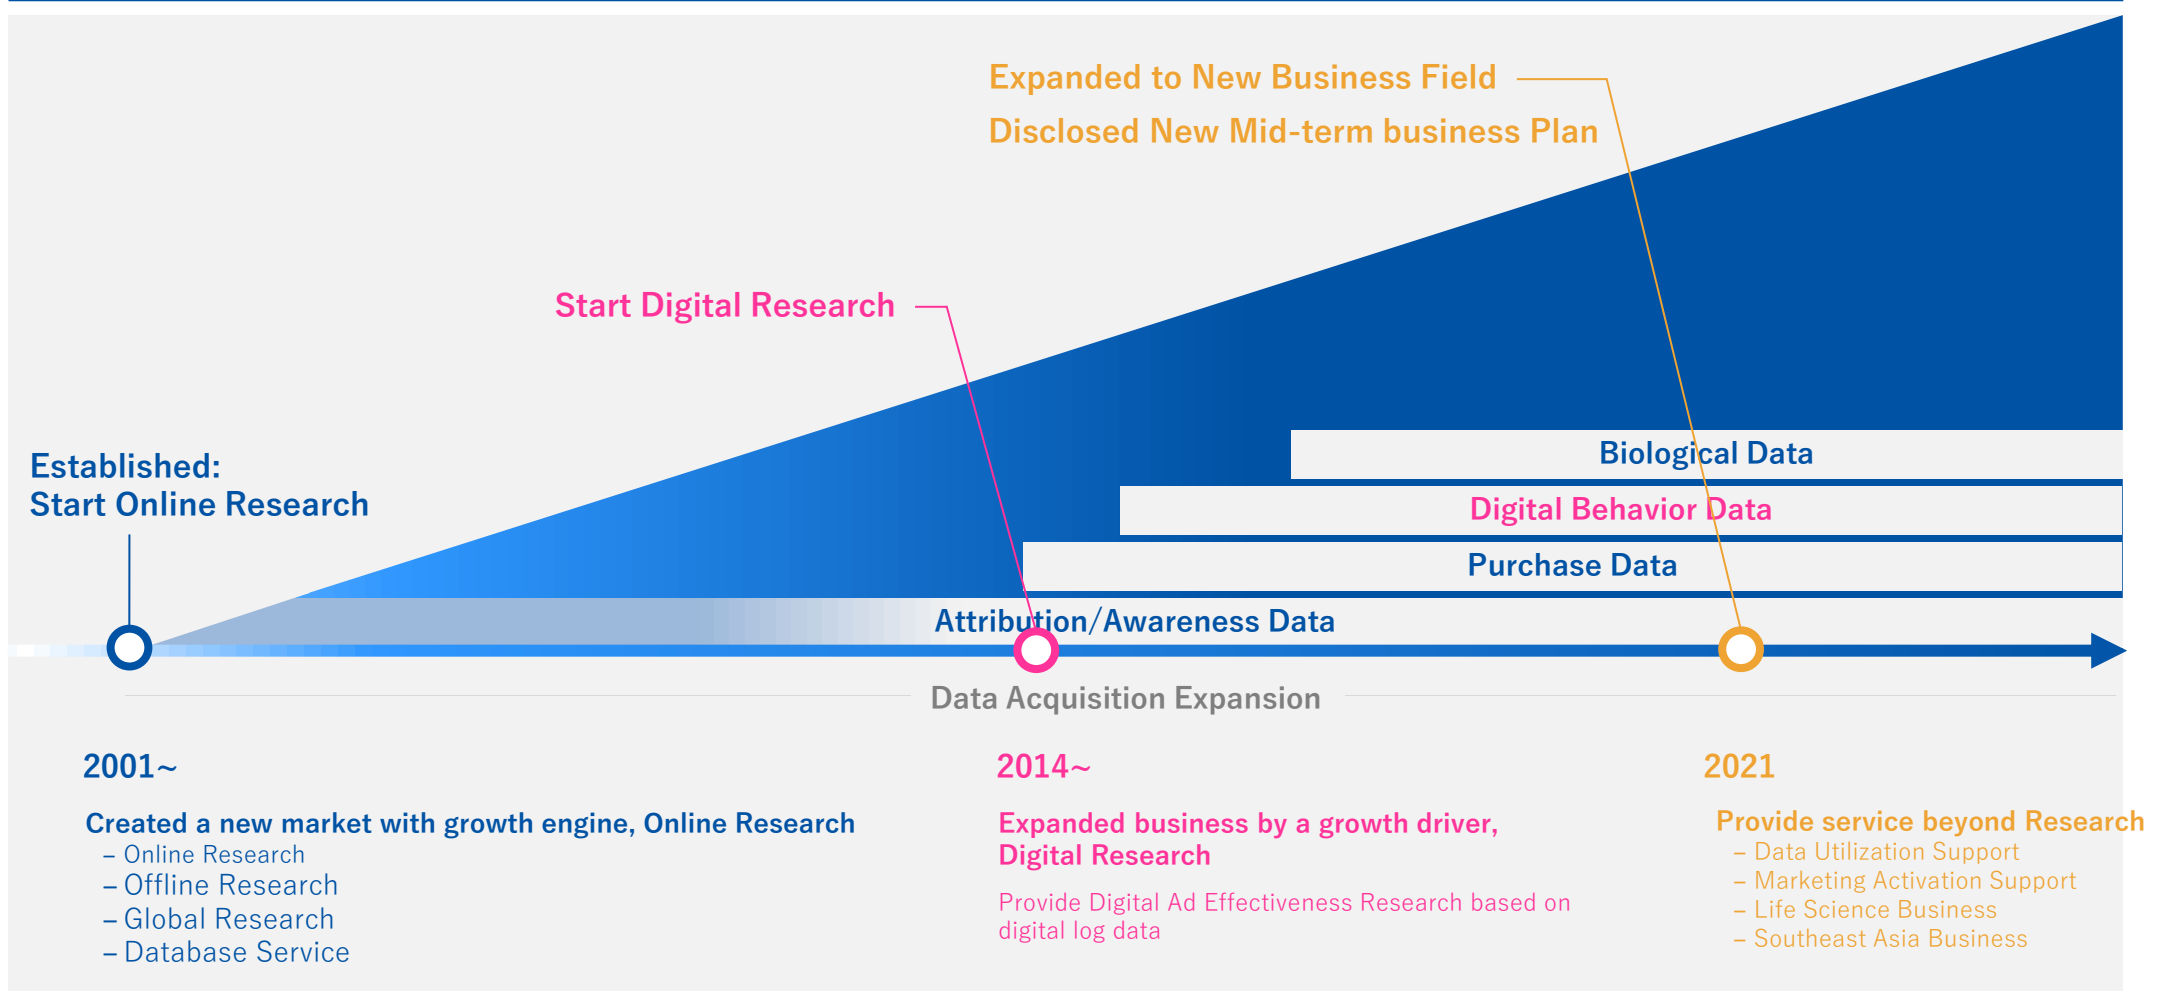 Expanded to New Business Field
Disclosed New Mid-term business Plan
Start Digital Research
Established:
Start Online Research
Biological Data
Digital Behavior Data
Purchase Data
Attribution/Awareness Data
Data Acquisition Expansion
2001~
Created a new market with growth engine, Online Research
– Online Research
– Offline Research
– Global Research
– Database Service
2014~
Expanded business by a growth driver,
Digital Research
Provide Digital Ad Effectiveness Research based on
digital log data
2021
Provide service beyond Research
– Data Utilization Support
– Marketing Activation Support
– Life Science Business
– Southeast Asia Business